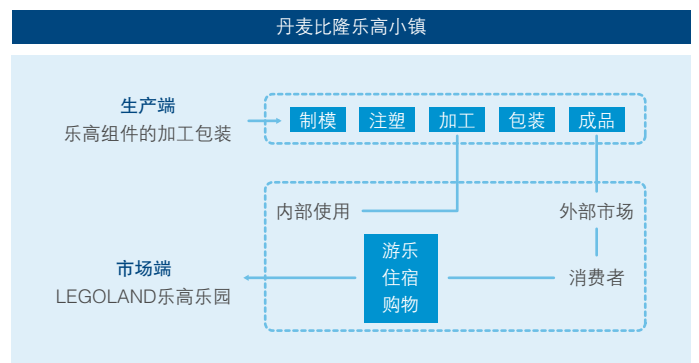 丹麦比隆乐高小镇
生产端
乐高组件的加工包装
制模 注塑 加工 包装 成品
内部使用
外部市场
游乐
住宿
购物
消费者
市场端
LEGOLAND乐高乐园